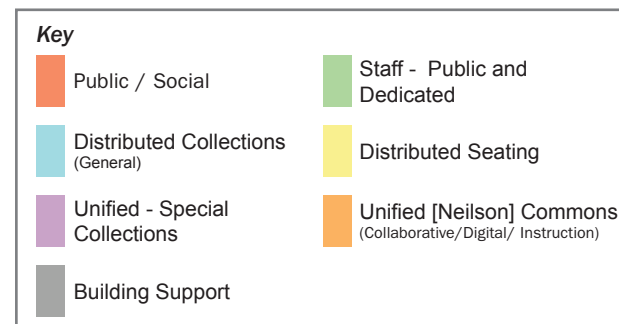 Key
Public / Social
Staff - Public and
Dedicated
Distributed Collections
(General)
Distributed Seating
Unified - Special
Collections
Unified [Neilson] Commons
(Collaborative/Digital/ Instruction)
Building Support